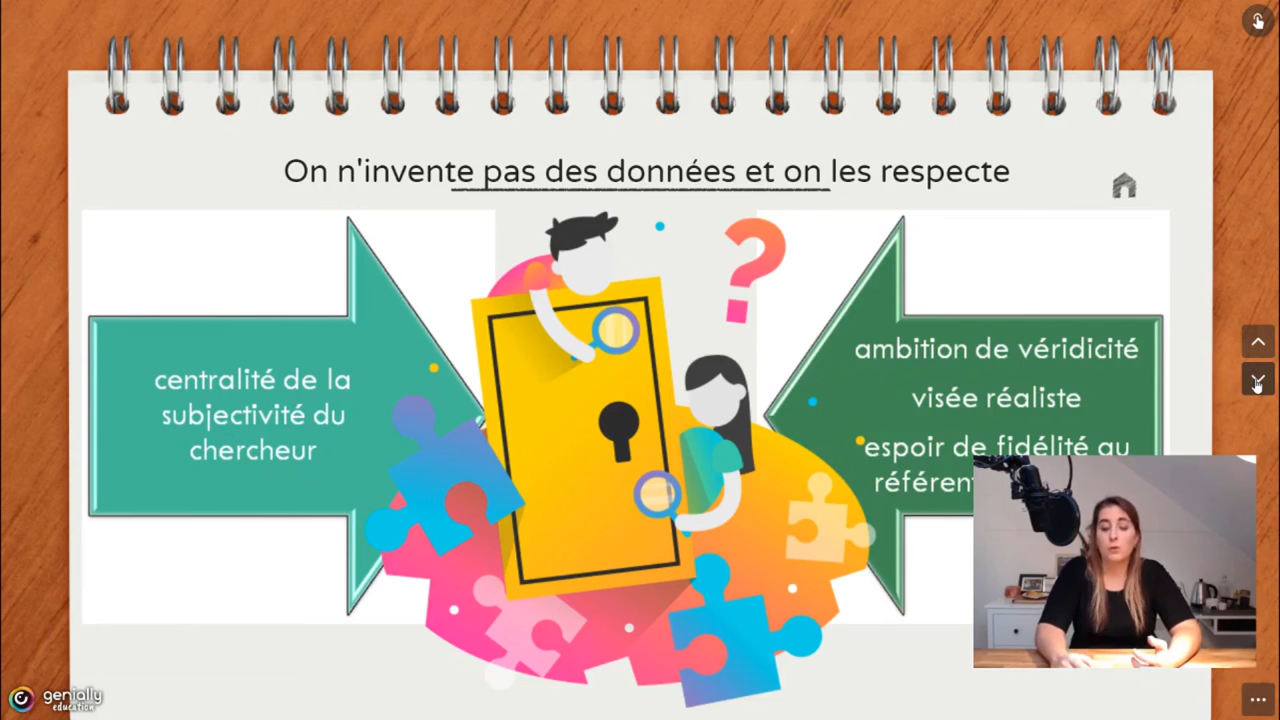 On n'invente pas des données et on les respecte
centralité de la
subjectivité du
chercheur
?
ambition de véridicité
visée réaliste
espoir de fidélité au
genially
education